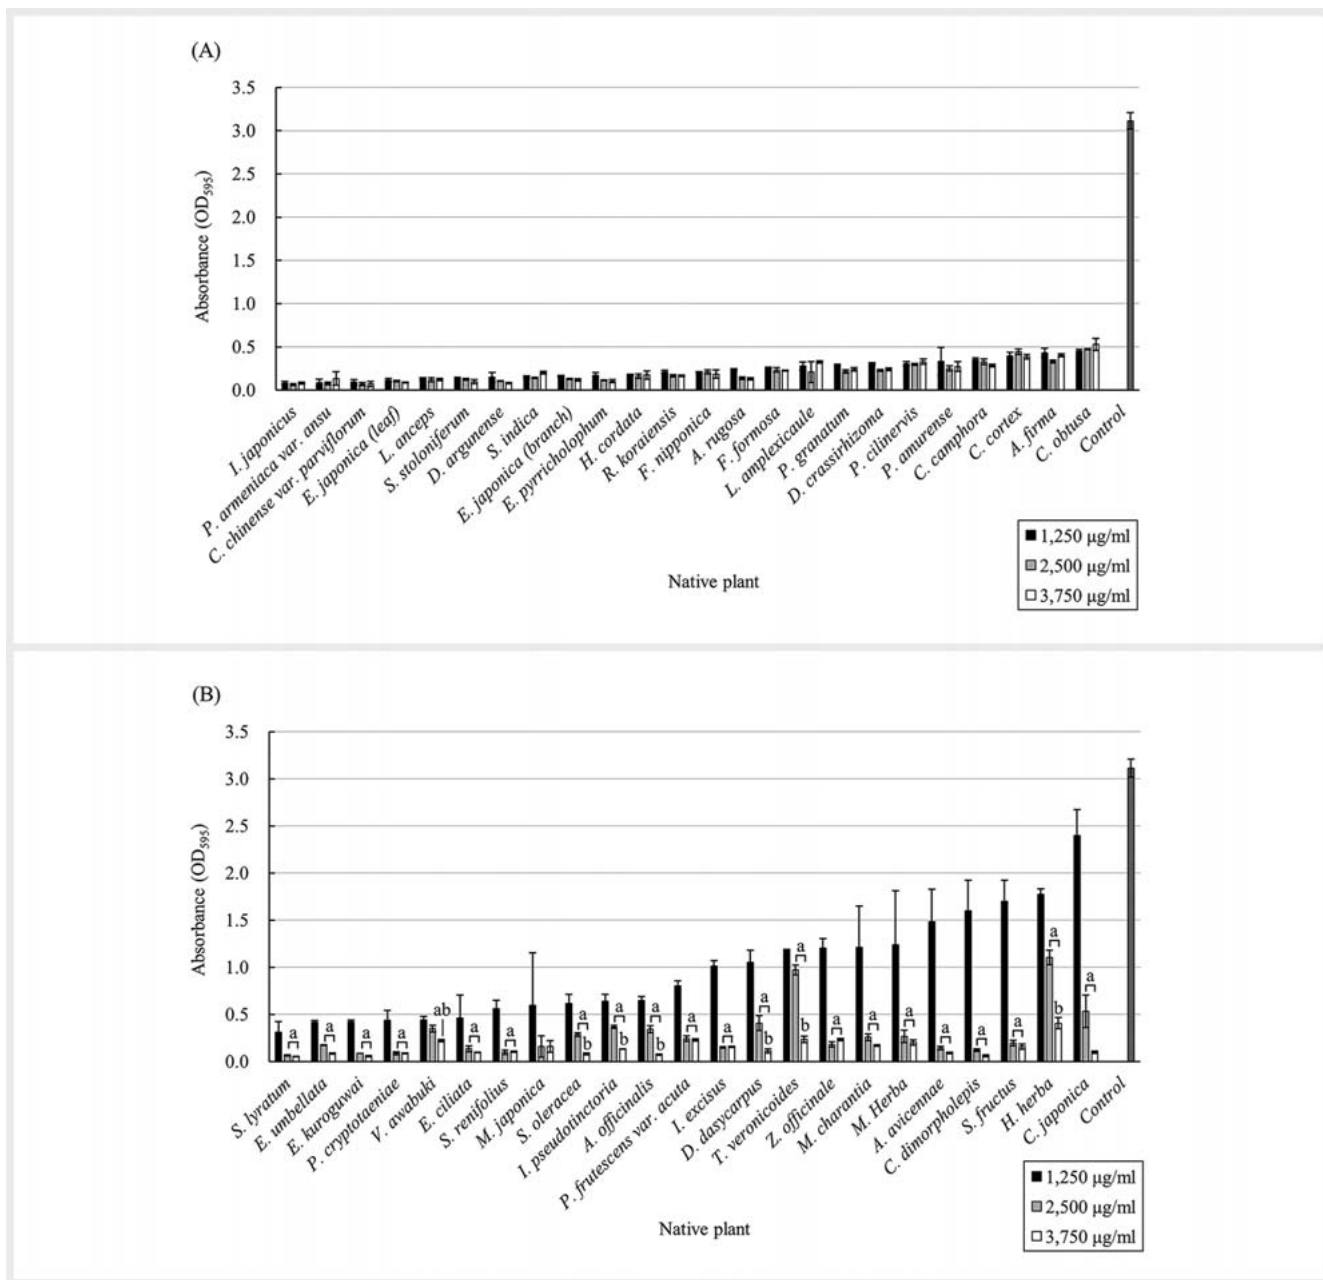 (A)
3.5
3.0
2.5
2.0
1.5
1.0
0.5
0.0
Absorbance (OD595)
I. japonicus
P. armeniaca var. ansu
C. chinense var. parviflorum
E. japonica (leaf)
L. anceps
S. stoloniferum
D. argunense
S. indica
E. japonica (branch)
E. pyrricholophum
H. cordata
R. koraiensis
F. nipponica
A. rugosa
F. formosa
L. amplexicaule
P. granatum
D. crassirhizoma
P. cilinervis
P. amurense
C. camphora
C. cortex
A. firma
C. obtusa
Control
Native plant
1,250 µg/ml
2,500 µg/ml
3,750 µg/ml
(B)
3.5
3.0
2.5
2.0
1.5
1.0
0.5
0.0
Absorbance (OD595)
a
a
a
a
ab
a
a
a
b
a
b
a
b
a
a
a
b
a
b
a
a
a
a
a
a
a
b
a
S. lyratum
E. umbellata
E. kuroguwai
P. cryptotaeniae
V. awabuki
E. ciliata
S. renifolius
M. japonica
S. oleracea
I. pseudotinctoria
A. officinalis
P. frutescens var. acuta
I. excisus
D. dasycarpus
T. veronicoides
Z. officinale
M. charantia
M. Herba
A. avicennae
C. dimorpholepis
S. fructus
H. herba
C. japonica
Control
Native plant
1,250 µg/ml
2,500 µg/ml
3,750 µg/ml